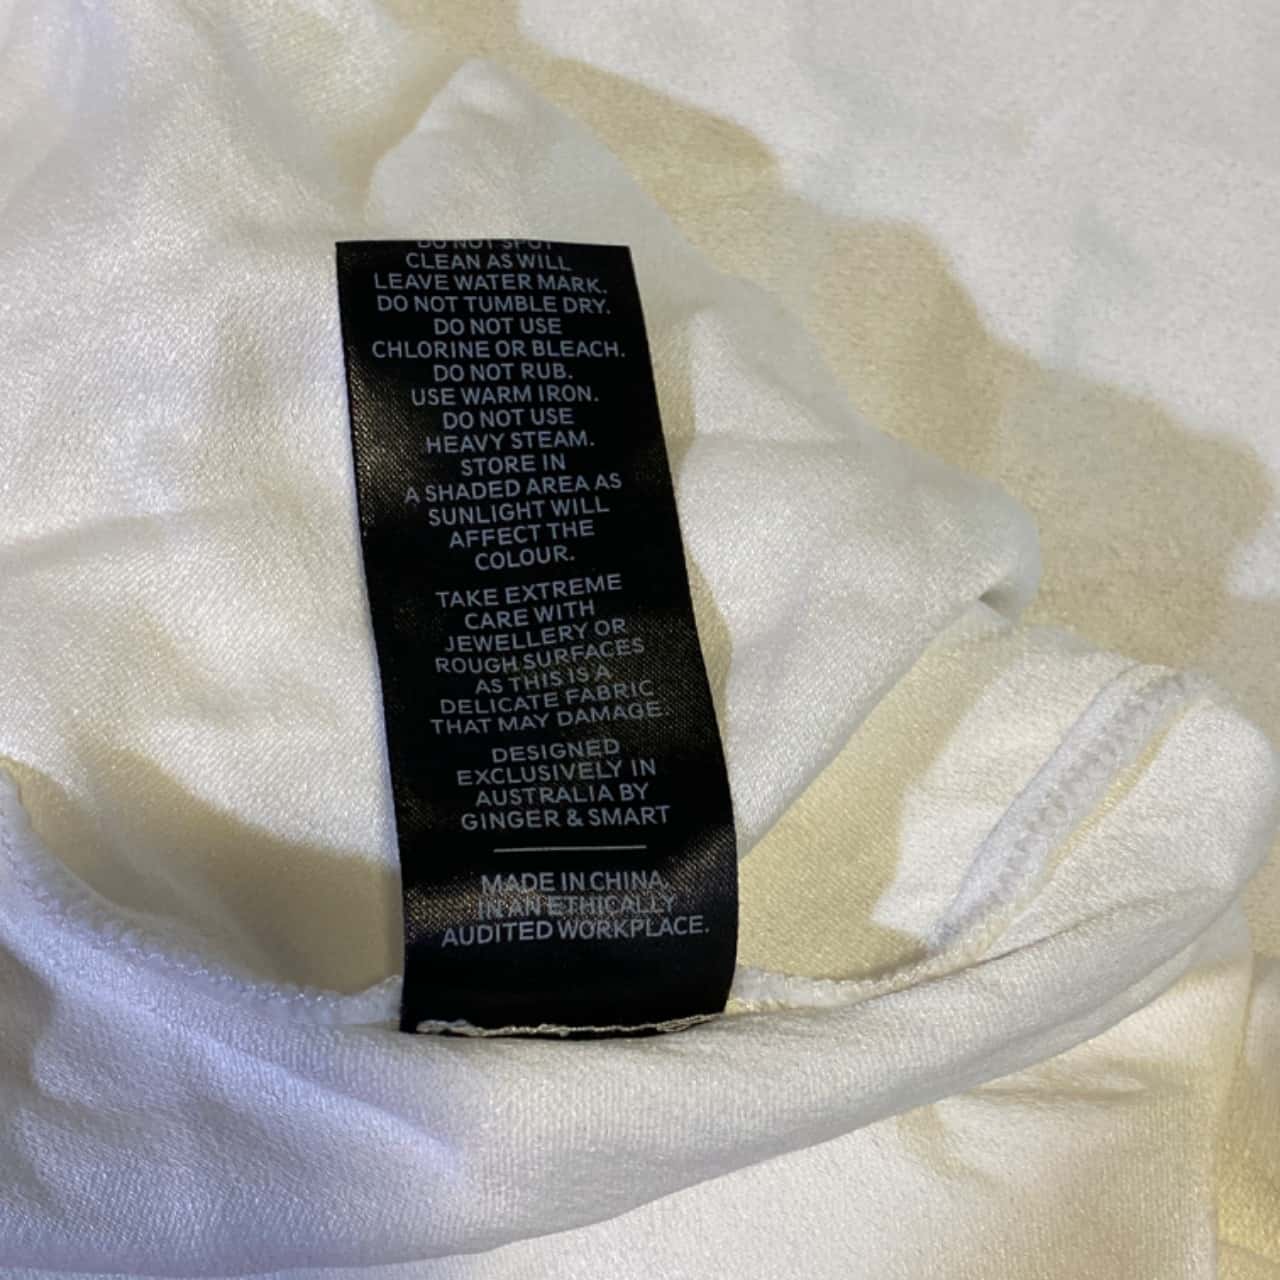 DO NOT SPOT
CLEAN AS WILL
LEAVE WATER MARK.
DO NOT TUMBLE DRY.
DO NOT USE
CHLORINE OR BLEACH.
DO NOT RUB.
USE WARM IRON.
DO NOT USE
HEAVY STEAM.
STORE IN
A SHADED AREA AS
SUNLIGHT WILL
AFFECT THE
COLOUR.
TAKE EXTREME
CARE WITH
JEWELLERY OR
ROUGH SURFACES
AS THIS IS A
DELICATE FABRIC
THAT MAY DAMAGE.
DESIGNED
EXCLUSIVELY IN
AUSTRALIA BY
GINGER & SMART
MADE IN CHINA,
IN AN ETHICALLY
AUDITED WORKPLACE.